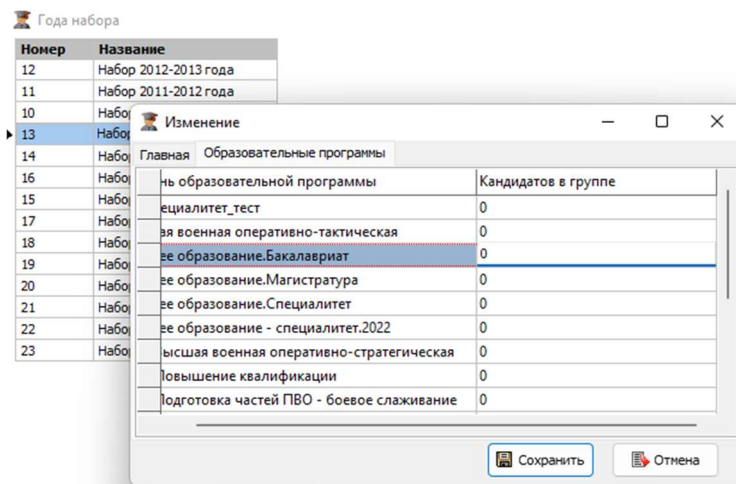 Года набора
Номер Название
12 Набор 2012-2013 года
11 Набор 2011-2012 года
10
13
14
16
15
17
18
19
20
21
22
23
Изменение
Главная Образовательные программы
нь образовательной программы Кандидатов в группе
ециалитет_тест 0
ая военная оперативно-тактическая 0
ее образование.Бакалавриат 0
ее образование.Магистратура 0
ее образование.Специалитет 0
ее образование - специалитет.2022 0
ысшая военная оперативно-стратегическая 0
Повышение квалификации 0
Подготовка частей ПВО - боевое слаживание 0
Сохранить Отмена